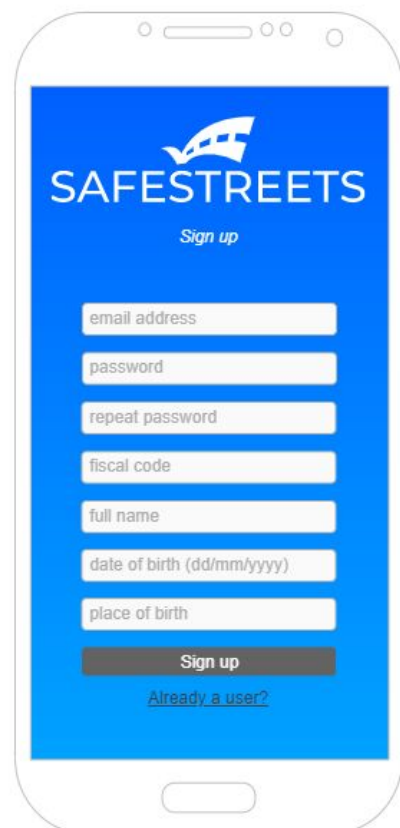 SAFESTREETS
Sign up
email address
password
repeat password
fiscal code
full name
date of birth (dd/mm/yyyy)
place of birth
Sign up
Already a user?